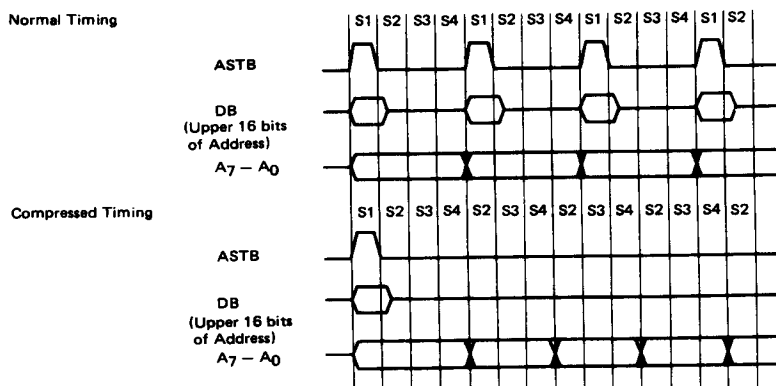 Normal Timing
S1 S2 S3 S4 S1 S2 S3 S4 S1 S2 S3 S4 S1 S2
ASTB
DB
(Upper 16 bits
of Address)
A7 – A0
Compressed Timing
S1 S2 S3 S4 S2 S3 S4 S2 S3 S4 S2 S3 S4 S2
ASTB
DB
(Upper 16 bits
of Address)
A7 – A0